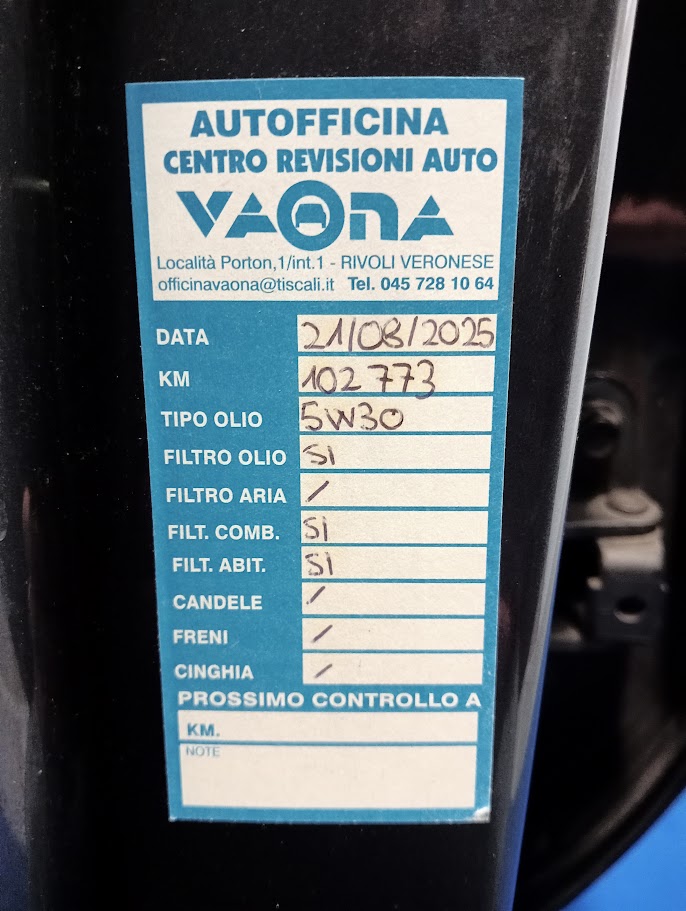 AUTOFFICINA
CENTRO REVISIONI AUTO
VAONA
Località Porton,1/int.1 - RIVOLI VERONESE
officinavaona@tiscali.it Tel. 045 728 10 64
DATA 21/08/2025
KM 102773
TIPO OLIO 5W30
FILTRO OLIO SI
FILTRO ARIA /
FILT. COMB. SI
FILT. ABIT. SI
CANDELE /
FRENI /
CINGHIA /
PROSSIMO CONTROLLO A
KM.
NOTE